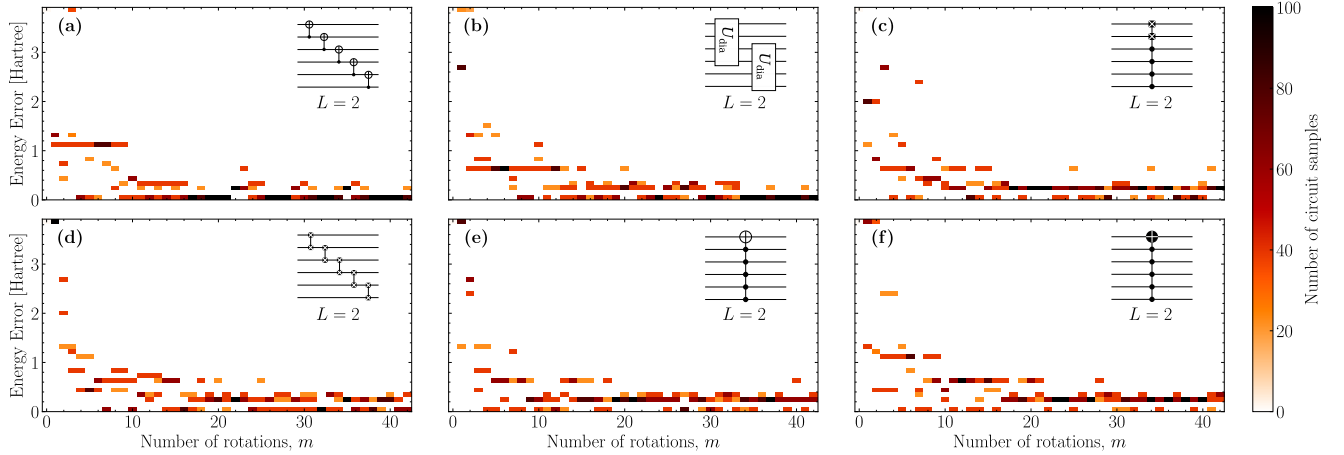 (a)
L = 2
(b)
U_dia
U_dia
L = 2
(c)
L = 2
(d)
L = 2
(e)
L = 2
(f)
L = 2
Energy Error [Hartree]
0
1
2
3
Energy Error [Hartree]
0
1
2
3
0 10 20 30 40
Number of rotations, m
0 10 20 30 40
Number of rotations, m
0 10 20 30 40
Number of rotations, m
100
80
60
40
20
0
Number of circuit samples